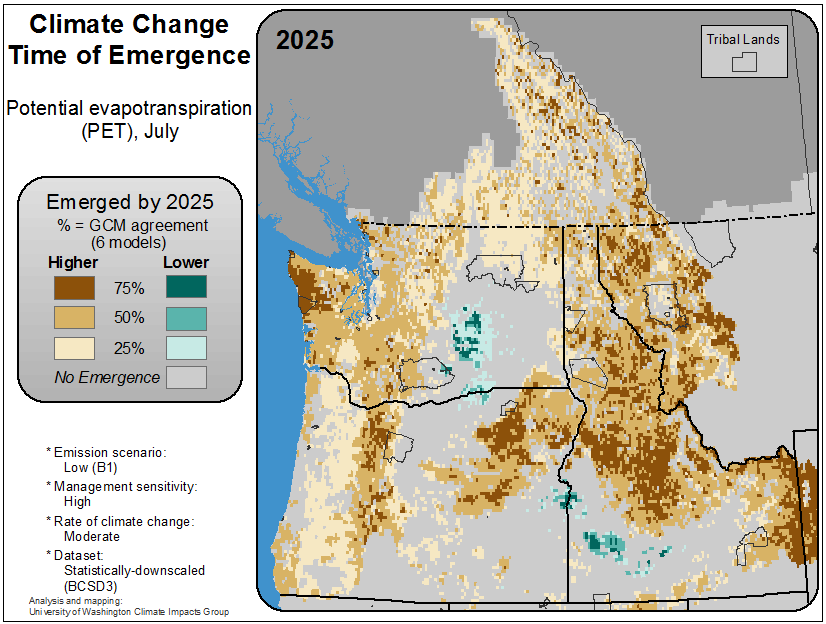 Climate Change
Time of Emergence
Potential evapotranspiration
(PET), July
Emerged by 2025
% = GCM agreement
(6 models)
Higher Lower
75%
50%
25%
No Emergence
* Emission scenario:
Low (B1)
* Management sensitivity:
High
* Rate of climate change:
Moderate
* Dataset:
Statistically-downscaled
(BCSD3)
Analysis and mapping:
University of Washington Climate Impacts Group
2025
Tribal Lands